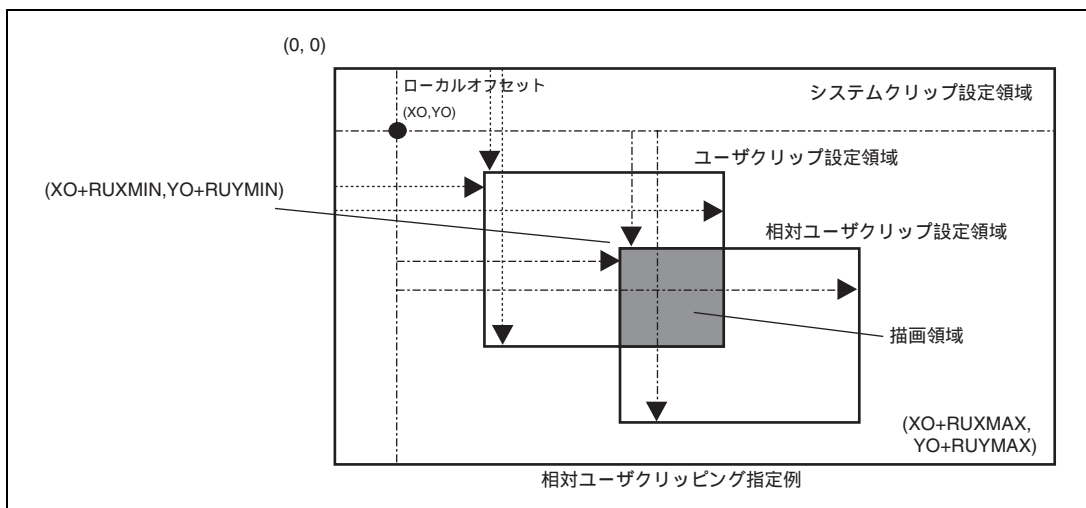 (0, 0)
ローカルオフセット
(XO,YO)
システムクリップ設定領域
ユーザクリップ設定領域
(XO+RUXMIN,YO+RUYMIN)
相対ユーザクリップ設定領域
描画領域
(XO+RUXMAX,
YO+RUYMAX)
相対ユーザクリッピング指定例